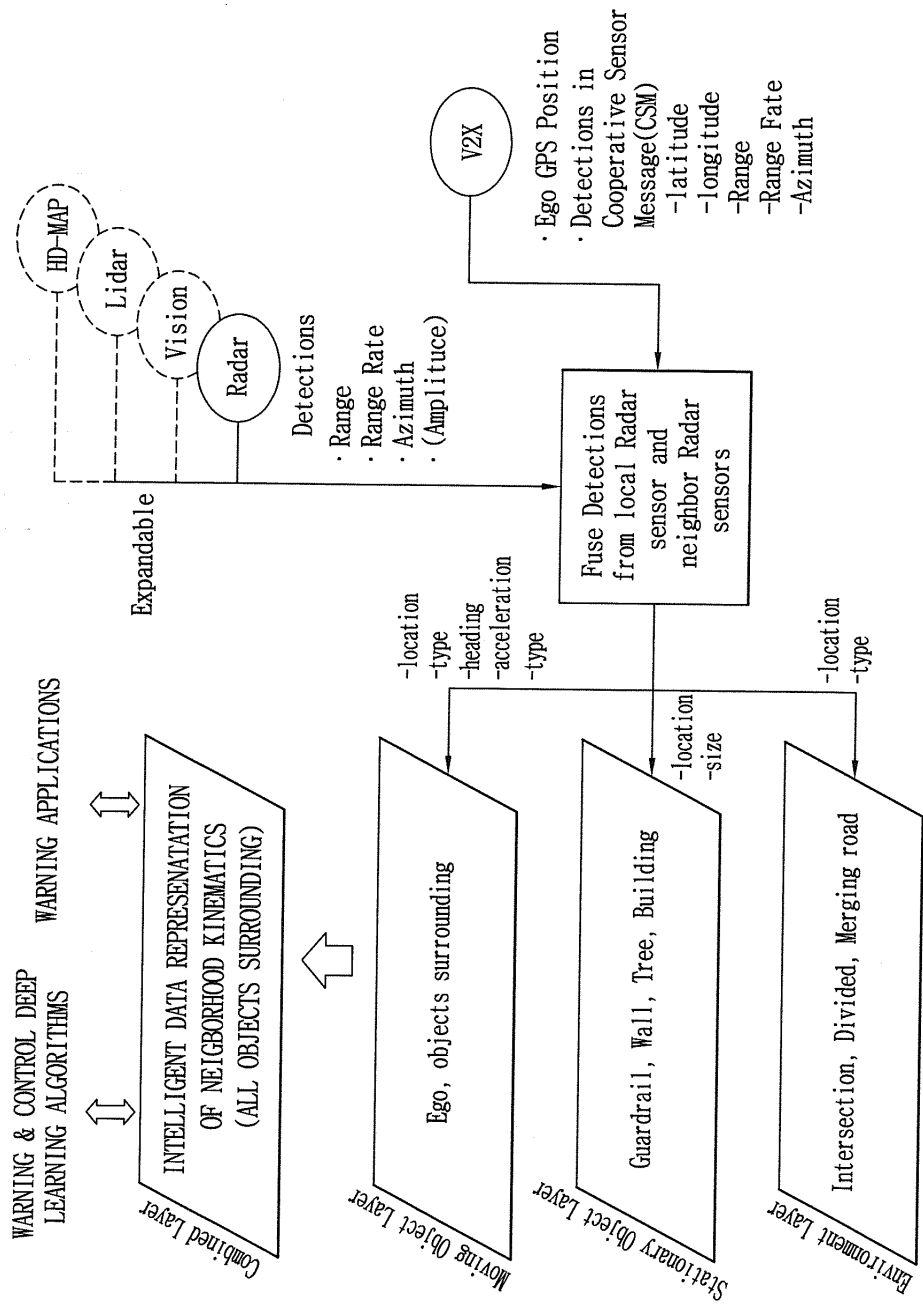 WARNING & CONTROL DEEP
LEARNING ALGORITHMS
WARNING APPLICATIONS
Combined Layer
INTELLIGENT DATA REPRESENATATION
OF NEIGBORHOOD KINEMATICS
(ALL OBJECTS SURROUNDING)
Moving Object Layer
Ego, objects surrounding
Stationary Object Layer
Guardrail, Wall, Tree, Building
Environment Layer
Intersection, Divided, Merging road
-location
-type
-heading
-acceleration
-type
-location
-size
-location
-type
Expandable
HD-MAP
Lidar
Vision
Radar
Detections
· Range
· Range Rate
· Azimuth
· (Amplituce)
Fuse Detections
from local Radar
sensor and
neighbor Radar
sensors
V2X
· Ego GPS Position
· Detections in
Cooperative Sensor
Message(CSM)
-latitude
-longitude
-Range
-Range Fate
-Azimuth